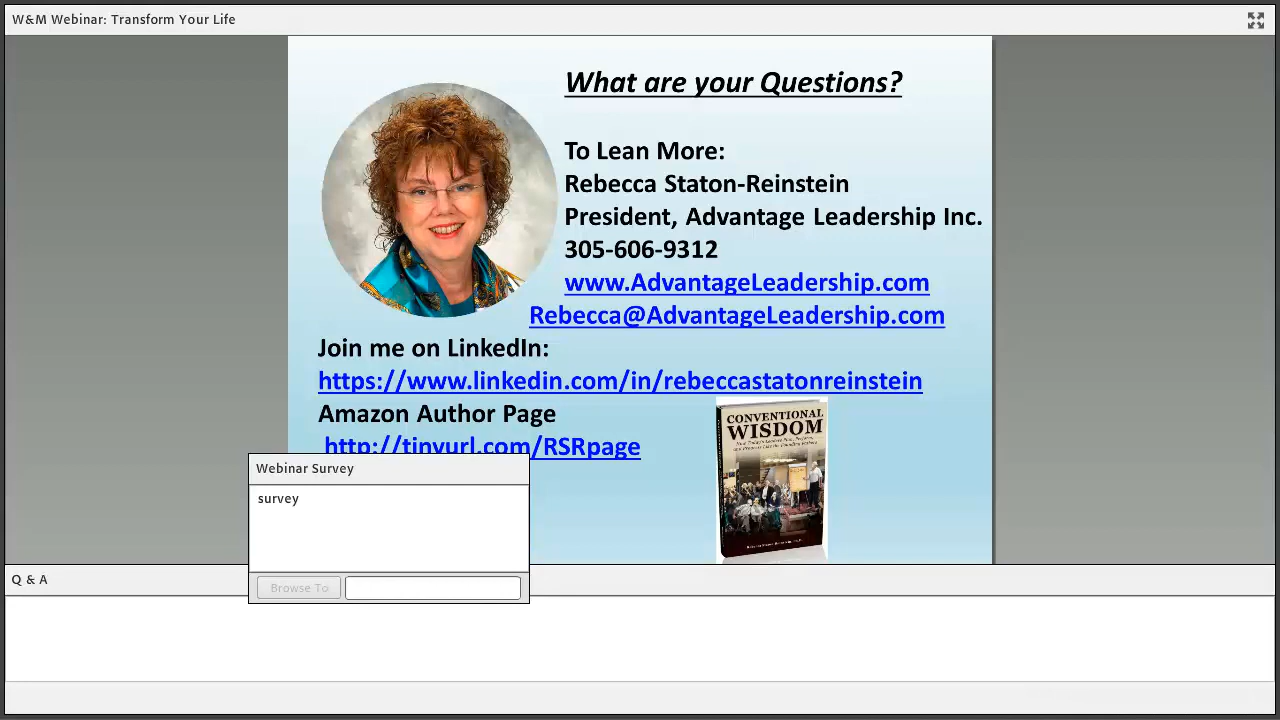 W&M Webinar: Transform Your Life
What are your Questions?
To Lean More:
Rebecca Staton-Reinstein
President, Advantage Leadership Inc.
305-606-9312
www.AdvantageLeadership.com
Rebecca@AdvantageLeadership.com
Join me on LinkedIn:
https://www.linkedin.com/in/rebeccastatonreinstein
Amazon Author Page
http://tinyurl.com/RSRpage
CONVENTIONAL
WISDOM
Webinar Survey
survey
Browse To
Q & A